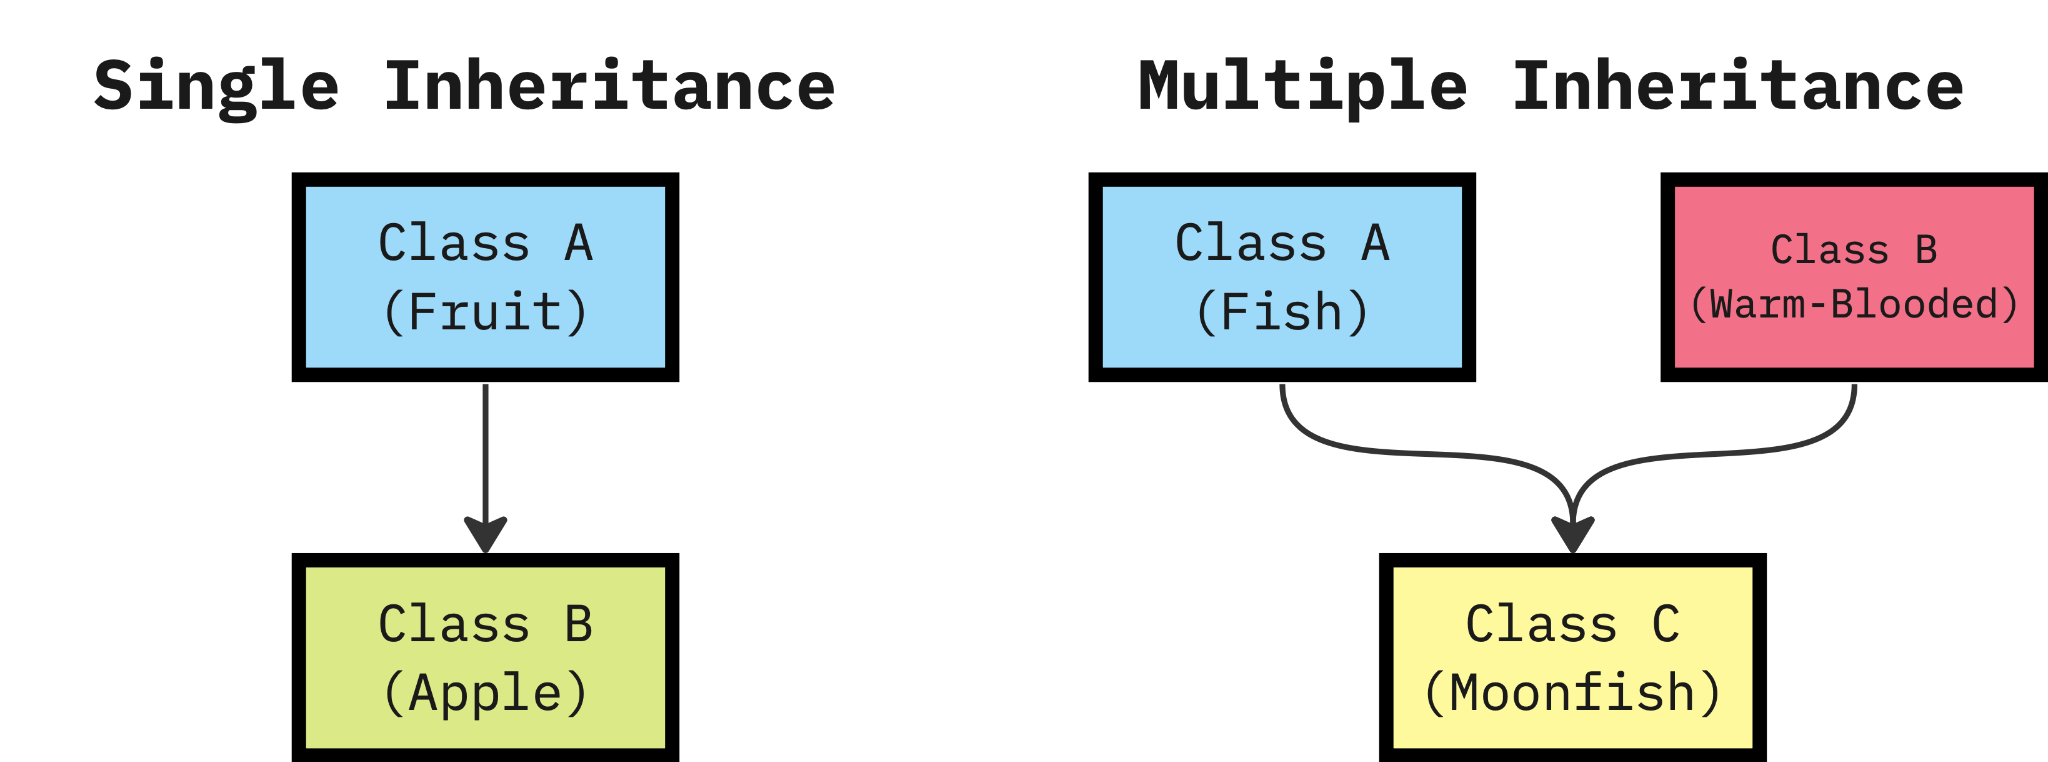 Single Inheritance
Class A
(Fruit)
Class B
(Apple)
Multiple Inheritance
Class A
(Fish)
Class B
(Warm-Blooded)
Class C
(Moonfish)